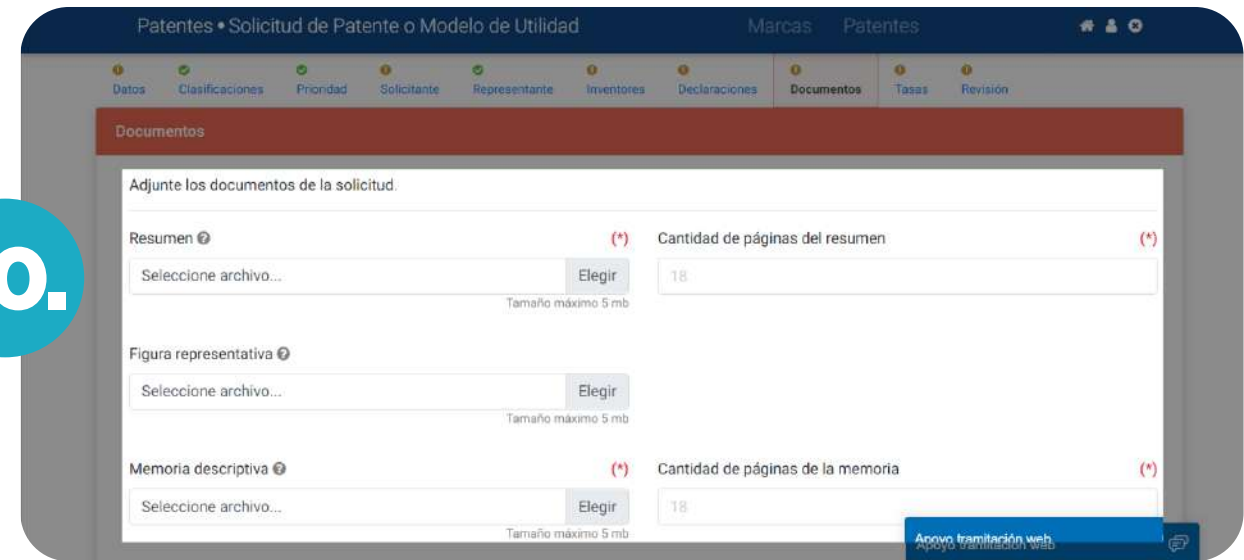 Patentes • Solicitud de Patente o Modelo de Utilidad Marcas Patentes
Datos Clasificaciones Prioridad Solicitante Representante Inventores Declaraciones Documentos Tasas Revisión
Documentos
Adjunte los documentos de la solicitud.
Resumen (*) Cantidad de páginas del resumen (*)
o.
Seleccione archivo... Elegir 18
Tamaño máximo 5 mb
Figura representativa
Seleccione archivo... Elegir
Tamaño máximo 5 mb
Memoria descriptiva (*) Cantidad de páginas de la memoria (*)
Seleccione archivo... Elegir 18
Tamaño máximo 5 mb
Apoyo tramitación web
Apoyo tramitación web